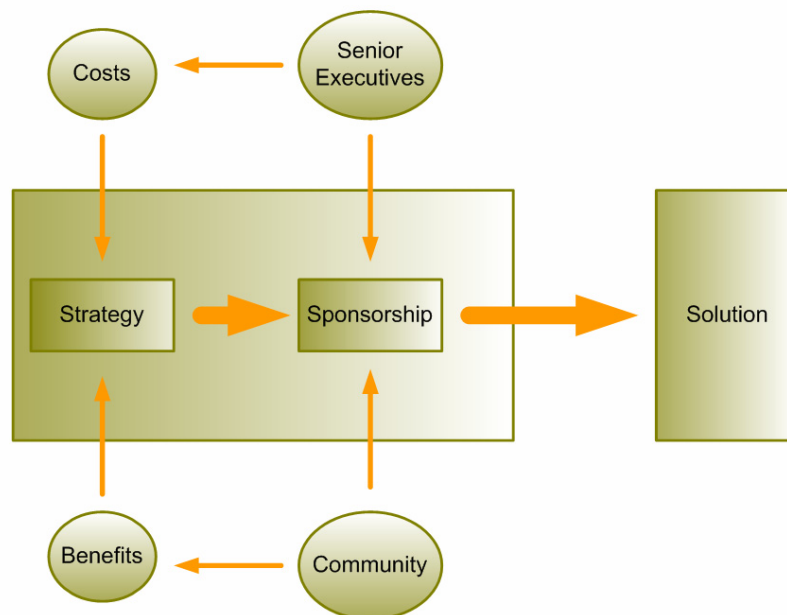 Costs
Senior
Executives
Strategy
Sponsorship
Solution
Benefits
Community